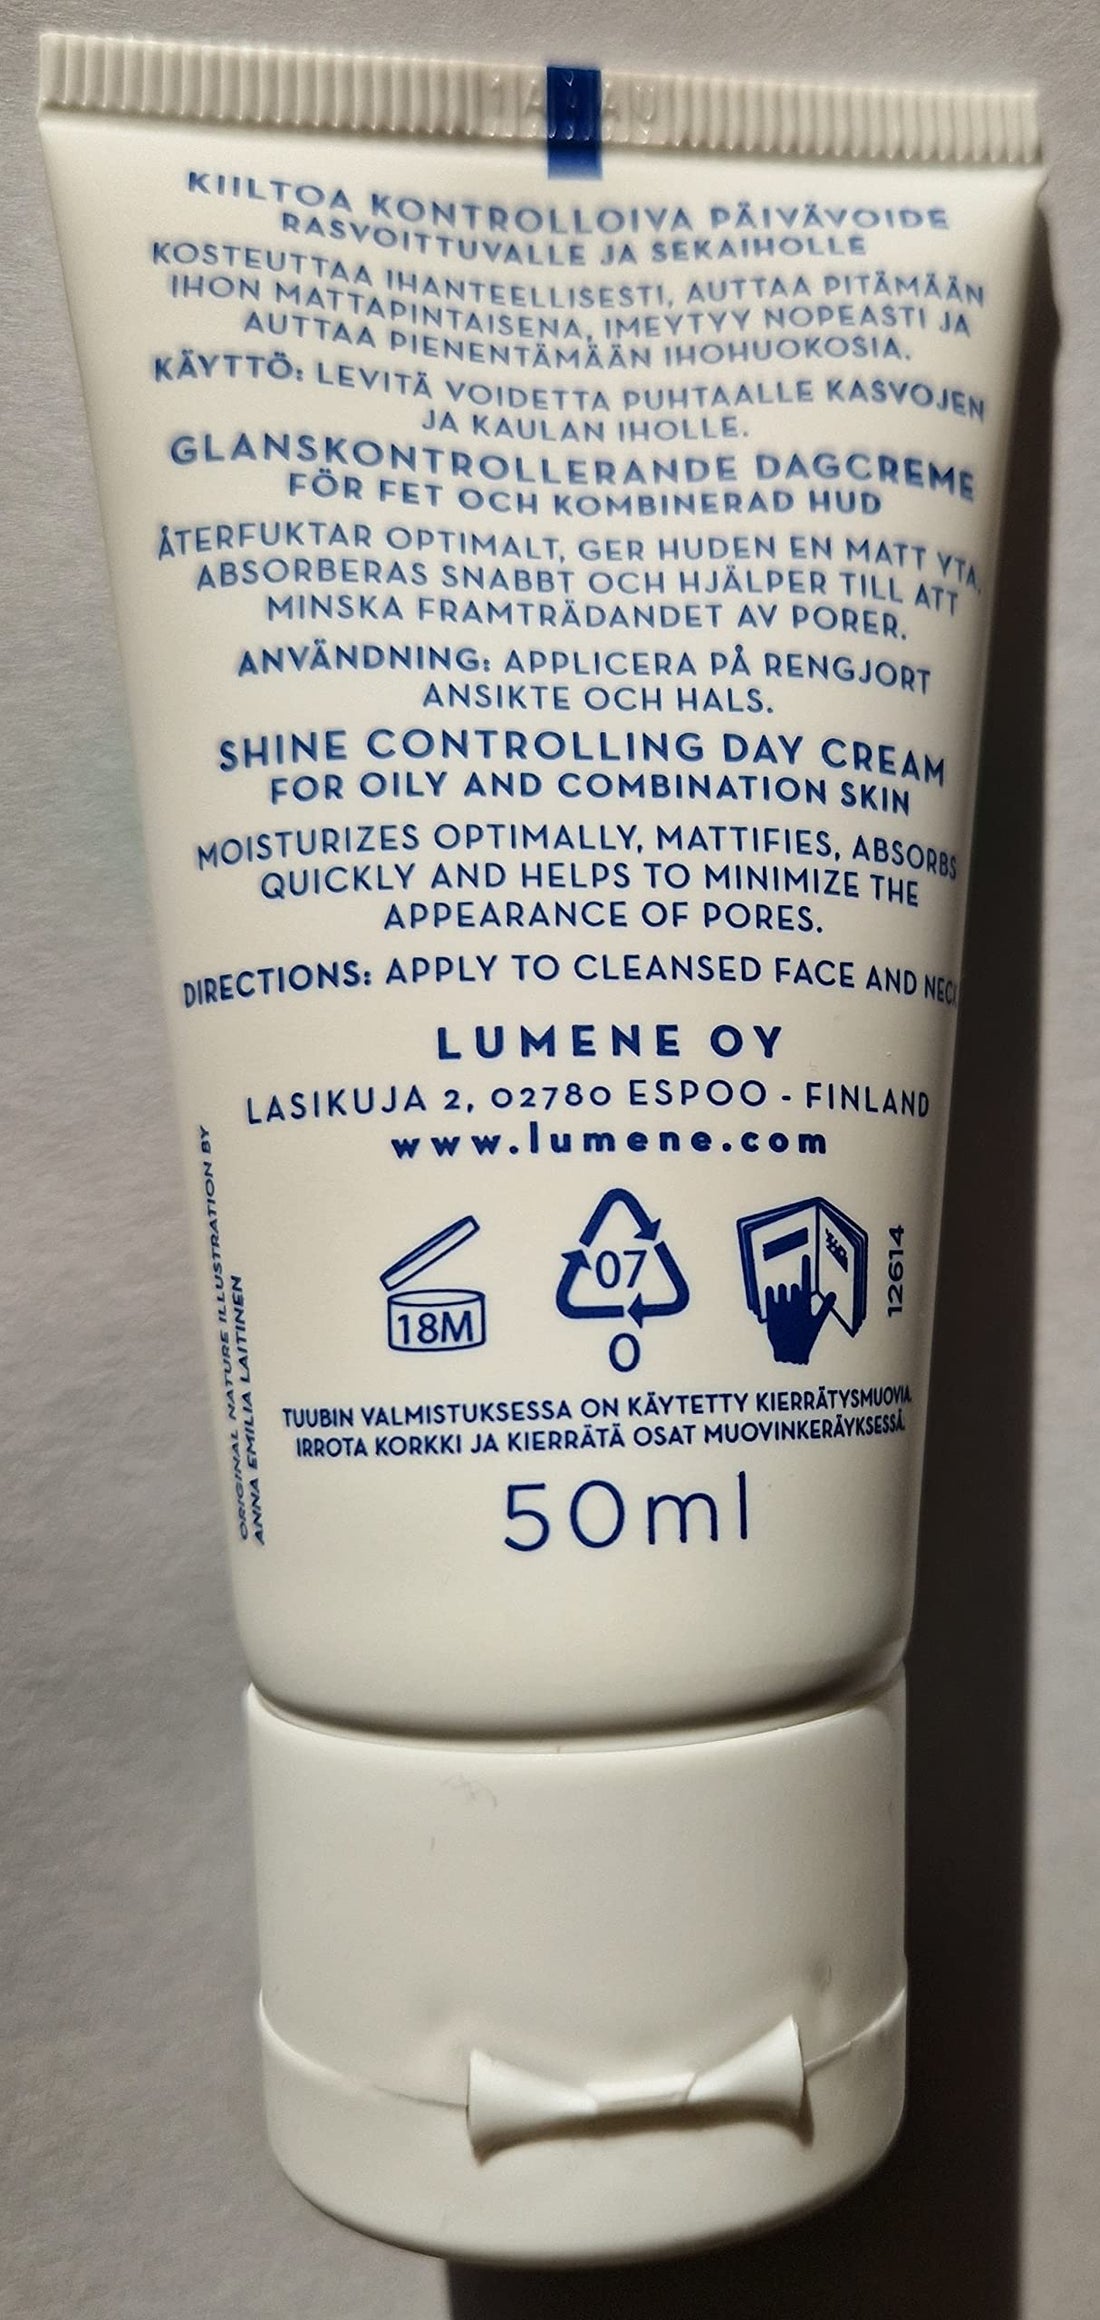 KIILTOA KONTROLLOIVA PÄIVÄVOIDE
RASVOITTUVALLE JA SEKAIHOLLE
KOSTEUTTAA IHANTEELLISESTI, AUTTAA PITÄMÄÄN
IHON MATTAPINTAISENA, IMEYTYY NOPEASTI JA
AUTTAA PIENENTÄMÄÄN IHOHUOKOSIA.
KÄYTTÖ: LEVITÄ VOIDETTA PUHTAALLE KASVOJEN
JA KAULAN IHOLLE.
GLANSKONTROLLERANDE DAGCREME
FÖR FET OCH KOMBINERAD HUD
ÅTERFUKTAR OPTIMALT, GER HUDEN EN MATT YTA,
ABSORBERAS SNABBT OCH HJÄLPER TILL ATT
MINSKA FRAMTRÄDANDET AV PORER.
ANVÄNDNING: APPLICERA PÅ RENGJORT
ANSIKTE OCH HALS.
SHINE CONTROLLING DAY CREAM
FOR OILY AND COMBINATION SKIN
MOISTURIZES OPTIMALLY, MATTIFIES, ABSORBS
QUICKLY AND HELPS TO MINIMIZE THE
APPEARANCE OF PORES.
DIRECTIONS: APPLY TO CLEANSED FACE AND NECK
LUMENE OY
LASIKUJA 2, 02780 ESPOO - FINLAND
www.lumene.com
ORIGINAL NATURE ILLUSTRATION BY
ANNA EMILIA LAITINEN
18M
07
O
12614
TUUBIN VALMISTUKSESSA ON KÄYTETTY KIERRÄTYSMUOVIA.
IRROTA KORKKI JA KIERRÄTÄ OSAT MUOVINKERÄYKSESSÄ.
50ml